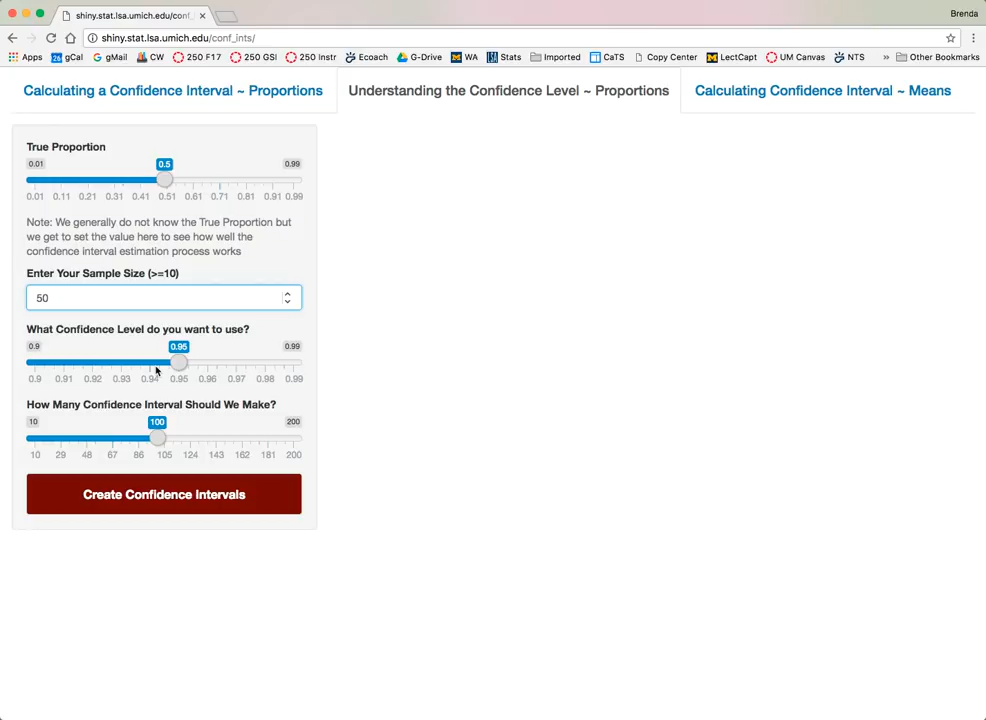 shiny.stat.lsa.umich.edu/conf_ × Brenda
shiny.stat.lsa.umich.edu/conf_ints/
Apps gCal gMail CW 250 F17 250 GSI 250 Instr Ecoach G-Drive WA Stats Imported CaTS Copy Center LectCapt UM Canvas NTS » Other Bookmarks
Calculating a Confidence Interval ~ Proportions Understanding the Confidence Level ~ Proportions Calculating Confidence Interval ~ Means
True Proportion
0.01 0.5 0.99
0.01 0.11 0.21 0.31 0.41 0.51 0.61 0.71 0.81 0.91 0.99
Note: We generally do not know the True Proportion but
we get to set the value here to see how well the
confidence interval estimation process works
Enter Your Sample Size (>=10)
50
What Confidence Level do you want to use?
0.9 0.95 0.99
0.9 0.91 0.92 0.93 0.94 0.95 0.96 0.97 0.98 0.99
How Many Confidence Interval Should We Make?
10 100 200
10 29 48 67 86 105 124 143 162 181 200
Create Confidence Intervals